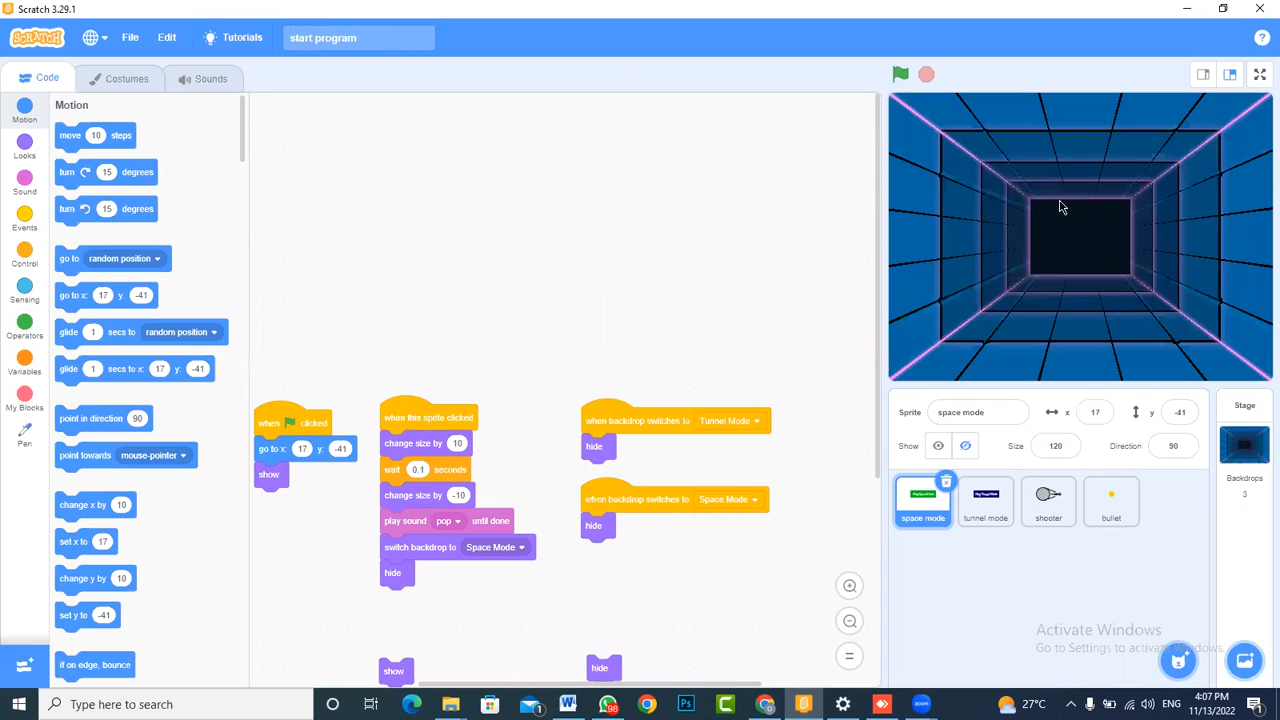 Scratch 3.29.1
SCRATCH File Edit Tutorials start program
Code Costumes Sounds
Motion
Looks
Sound
Events
Control
Sensing
Operators
Variables
My Blocks
Pen
Motion
move 10 steps
turn 15 degrees
turn 15 degrees
go to random position
go to x: 17 y: -41
glide 1 secs to random position
glide 1 secs to x: 17 y: -41
point in direction 90
point towards mouse-pointer
change x by 10
set x to 17
change y by 10
set y to -41
if on edge, bounce
when clicked
go to x: 17 y: -41
show
when this sprite clicked
change size by 10
wait 0.1 seconds
change size by -10
play sound pop until done
switch backdrop to Space Mode
hide
show
when backdrop switches to Tunnel Mode
hide
when backdrop switches to Space Mode
hide
hide
Sprite space mode x 17 y -41
Show Size 120 Direction 90
space mode
tunnel mode
shooter
bullet
Stage
Backdrops
3
Activate Windows
Go to Settings to activate Windows.
Type here to search
1
98
27°C
4:07 PM
11/13/2022
1